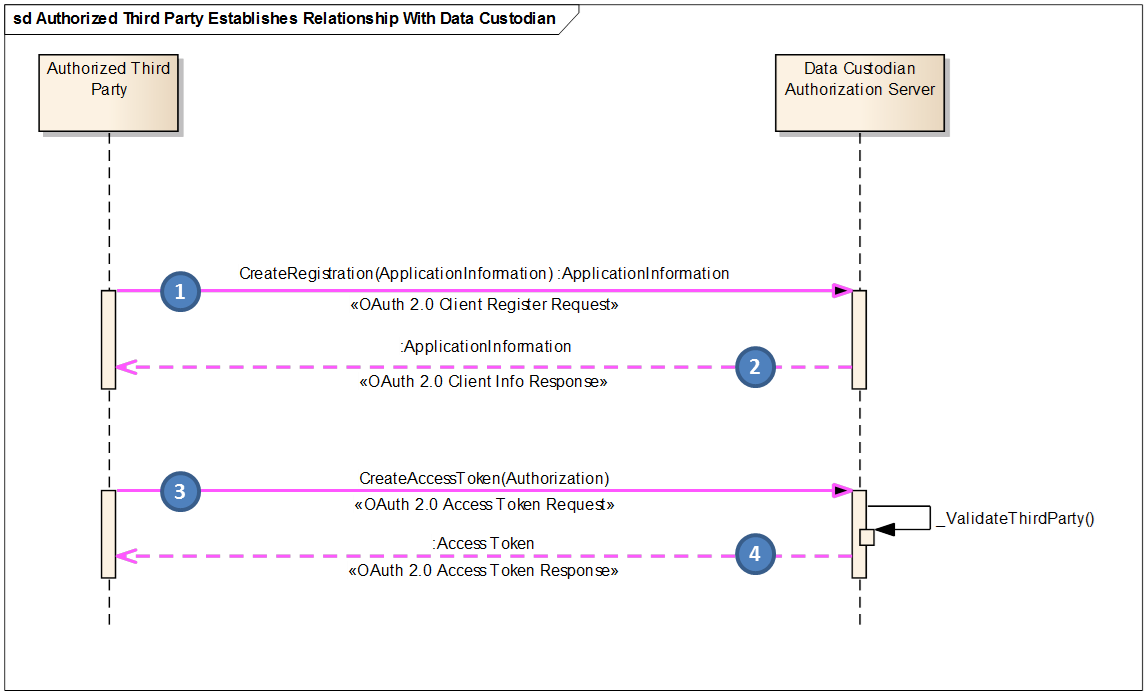 sd Authorized Third Party Establishes Relationship With Data Custodian
Authorized Third
Party
Data Custodian
Authorization Server
CreateRegistration(ApplicationInformation) :ApplicationInformation
1
«OAuth 2.0 Client Register Request»
:ApplicationInformation
2
«OAuth 2.0 Client Info Response»
CreateAccessToken(Authorization)
3
«OAuth 2.0 Access Token Request»
_ValidateThirdParty()
:Access Token
4
«OAuth 2.0 Access Token Response»